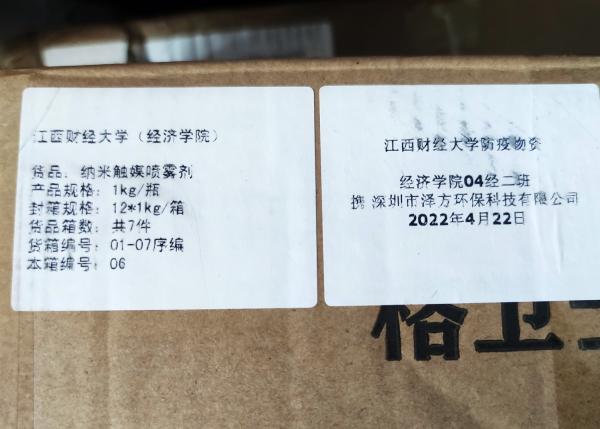 江西财经大学（经济学院）
货品：纳米触媒喷雾剂
产品规格：1kg/瓶
封箱规格：12*1kg/箱
货品箱数：共7件
货箱编号：01-07序编
本箱编号：06
江西财经大学防疫物资
经济学院04经二班
携 深圳市泽方环保科技有限公司
2022年4月22日
格卫